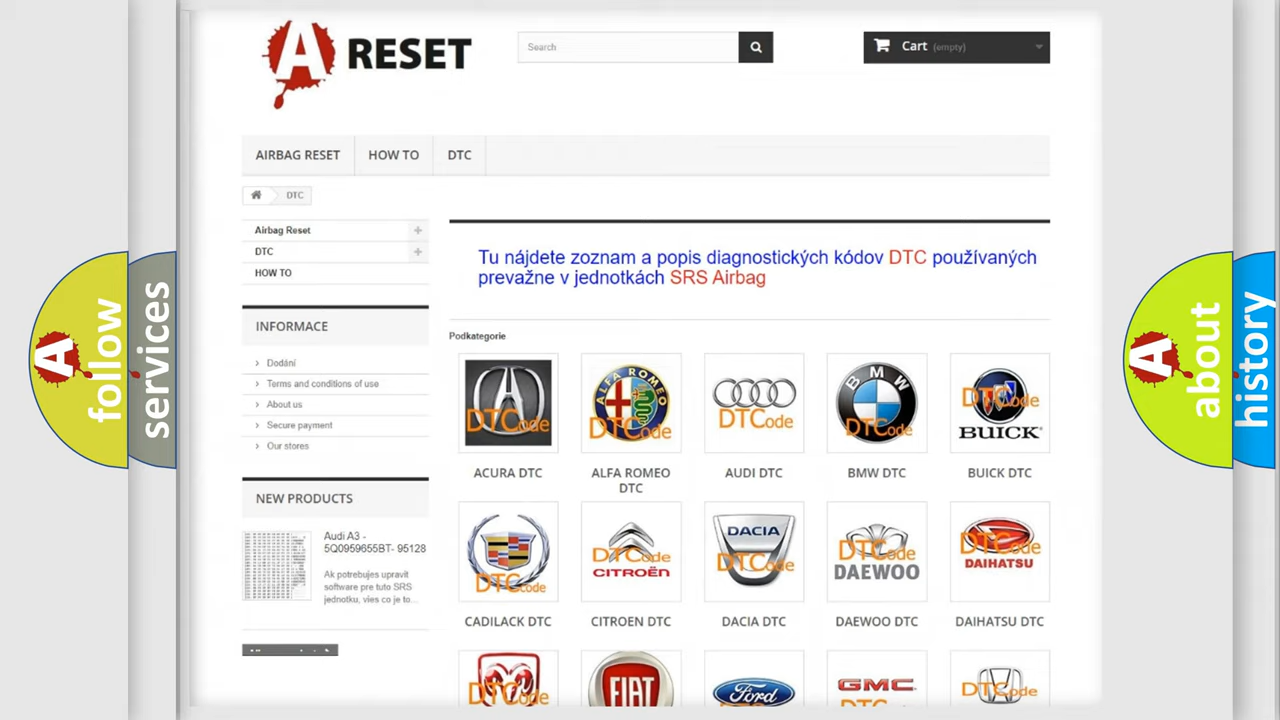 A RESET
Search
Cart (empty)
AIRBAG RESET
HOW TO
DTC
DTC
Airbag Reset
DTC
HOW TO
Tu nájdete zoznam a popis diagnostických kódov DTC používaných
prevažne v jednotkách SRS Airbag
INFORMACE
Dodání
Terms and conditions of use
About us
Secure payment
Our stores
Podkategorie
DTCode
ALFA ROMEO
DTCode
DTCode
BMW
DTCode
DTCode
BUICK
ACURA DTC
ALFA ROMEO
DTC
AUDI DTC
BMW DTC
BUICK DTC
NEW PRODUCTS
Audi A3 -
5Q0959655BT- 95128
Ak potrebujes upravit
software pre tuto SRS
jednotku, vies co je to...
DTCode
DTCode
CITROËN
DACIA
DTCode
DTCode
DAEWOO
DTCode
DAIHATSU
CADILACK DTC
CITROEN DTC
DACIA DTC
DAEWOO DTC
DAIHATSU DTC
DTCode
FIAT
Ford
GMC
DTCode
A follow
services
A about
history